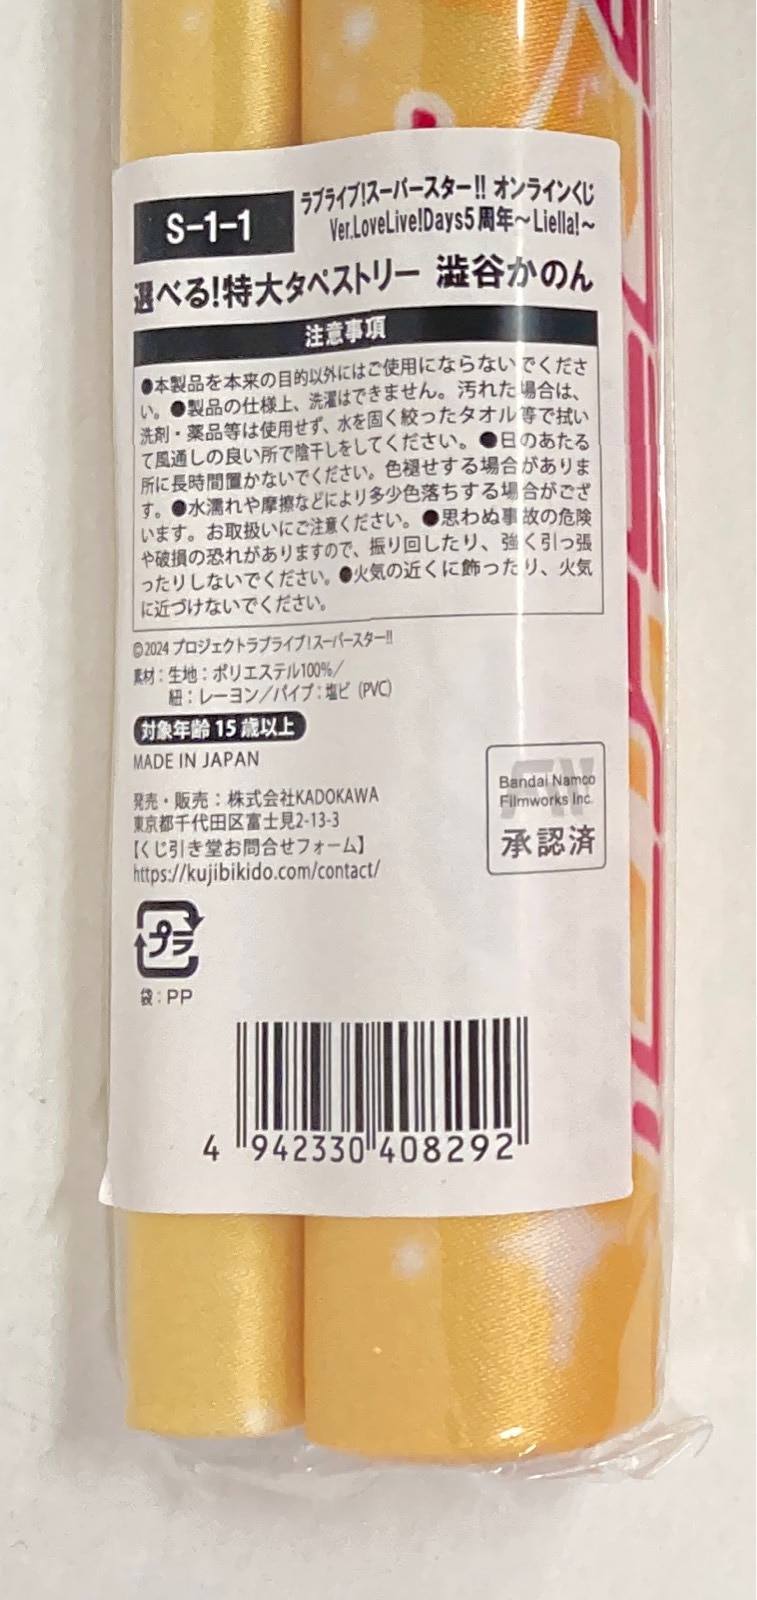 S-1-1
ラブライブ!スーパースター!! オンラインくじ
Ver.LoveLive!Days5周年～Liella!～
選べる!特大タペストリー 澁谷かのん
注意事項
●本製品を本来の目的以外にはご使用にならないでくださ
い。●製品の仕様上、洗濯はできません。汚れた場合は、
洗剤・薬品等は使用せず、水を固く絞ったタオル等で拭い
て風通しの良い所で陰干しをしてください。●日のあたる
所に長時間置かないでください。色褪せする場合がありま
す。●水濡れや摩擦などにより多少色落ちする場合がござ
います。お取扱いにご注意ください。●思わぬ事故の危険
や破損の恐れがありますので、振り回したり、強く引っ張
ったりしないでください。●火気の近くに飾ったり、火気
に近づけないでください。
©2024 プロジェクトラブライブ!スーパースター!!
素材：生地：ポリエステル100%／
紐：レーヨン／パイプ：塩ビ（PVC）
対象年齢 15 歳以上
MADE IN JAPAN
発売・販売：株式会社KADOKAWA
東京都千代田区富士見2-13-3
【くじ引き堂お問合せフォーム】
https://kujibikido.com/contact/
Bandai Namco
Filmworks Inc.
承認済
プラ
袋：PP
4 942330 408292